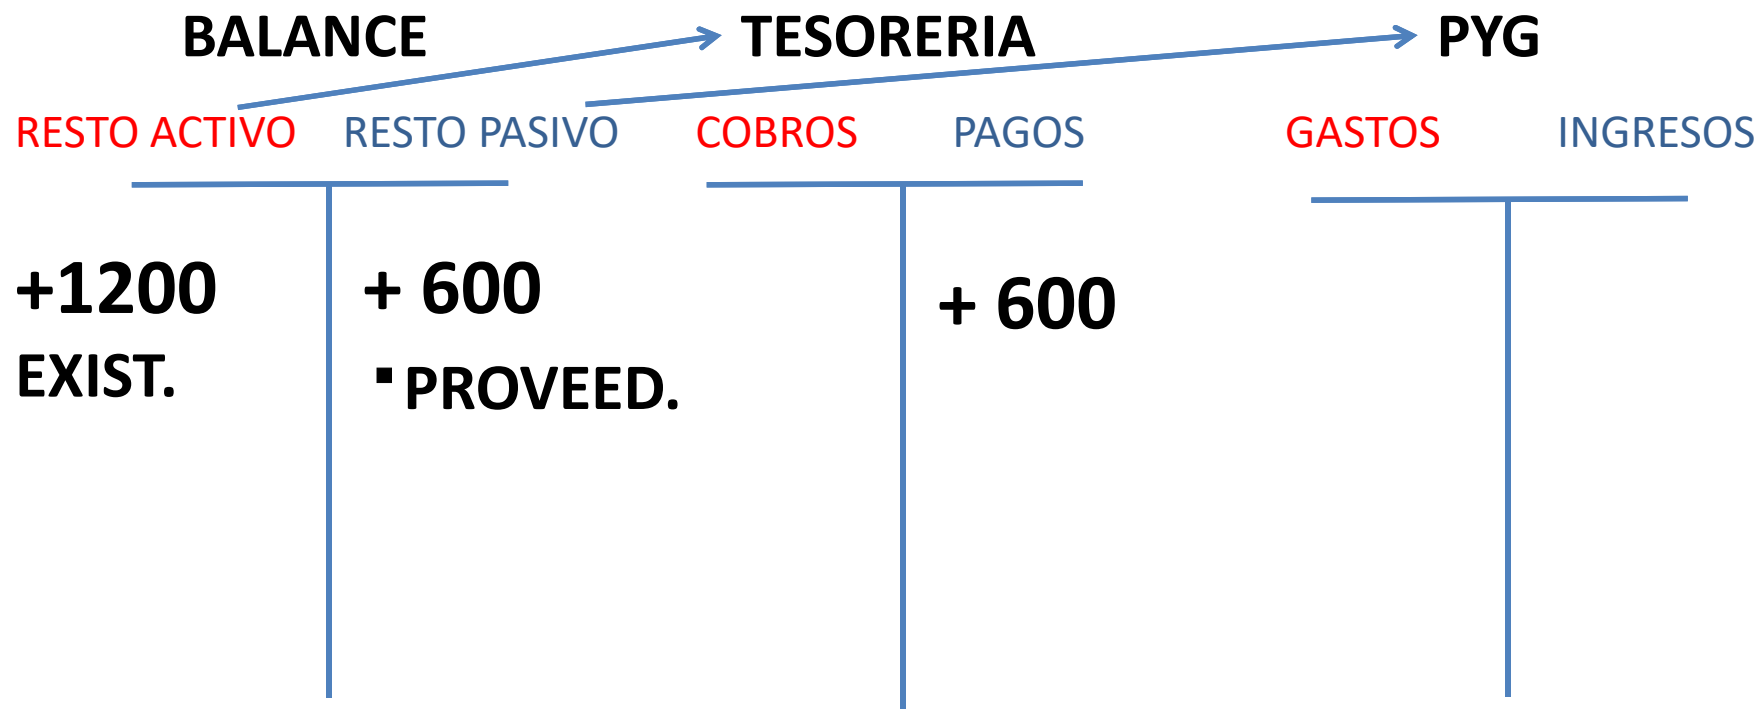 BALANCE TESORERIA PYG
RESTO ACTIVO RESTO PASIVO COBROS PAGOS GASTOS INGRESOS
+1200 + 600 + 600
EXIST. ▪PROVEED.